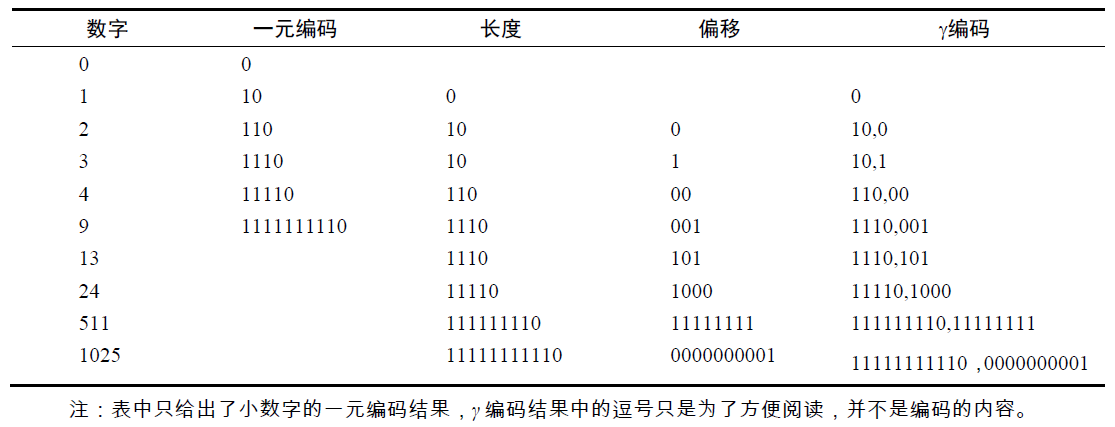 数字 一元编码 长度 偏移 γ编码
0 0
1 10 0 0
2 110 10 0 10,0
3 1110 10 1 10,1
4 11110 110 00 110,00
9 1111111110 1110 001 1110,001
13 1110 101 1110,101
24 11110 1000 11110,1000
511 111111110 11111111 111111110,11111111
1025 11111111110 0000000001 11111111110 ,0000000001
注：表中只给出了小数字的一元编码结果，γ 编码结果中的逗号只是为了方便阅读，并不是编码的内容。